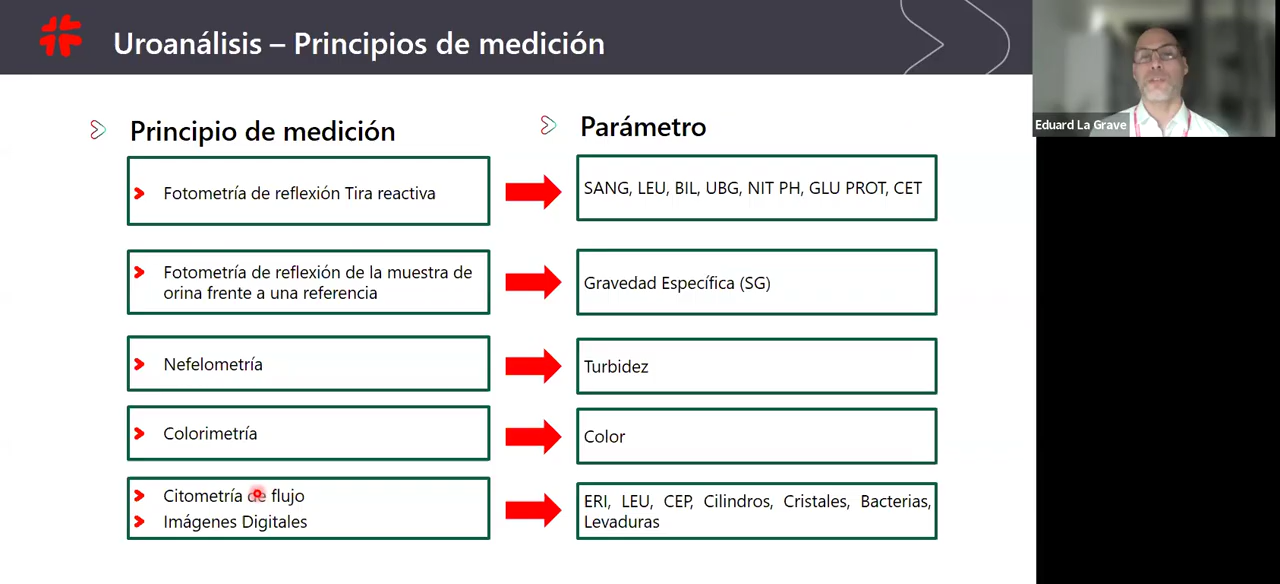 Uroanálisis – Principios de medición
Eduard La Grave
Principio de medición
Parámetro
Fotometría de reflexión Tira reactiva
SANG, LEU, BIL, UBG, NIT PH, GLU PROT, CET
Fotometría de reflexión de la muestra de
orina frente a una referencia
Gravedad Específica (SG)
Nefelometría
Turbidez
Colorimetría
Color
Citometría de flujo
Imágenes Digitales
ERI, LEU, CEP, Cilindros, Cristales, Bacterias,
Levaduras